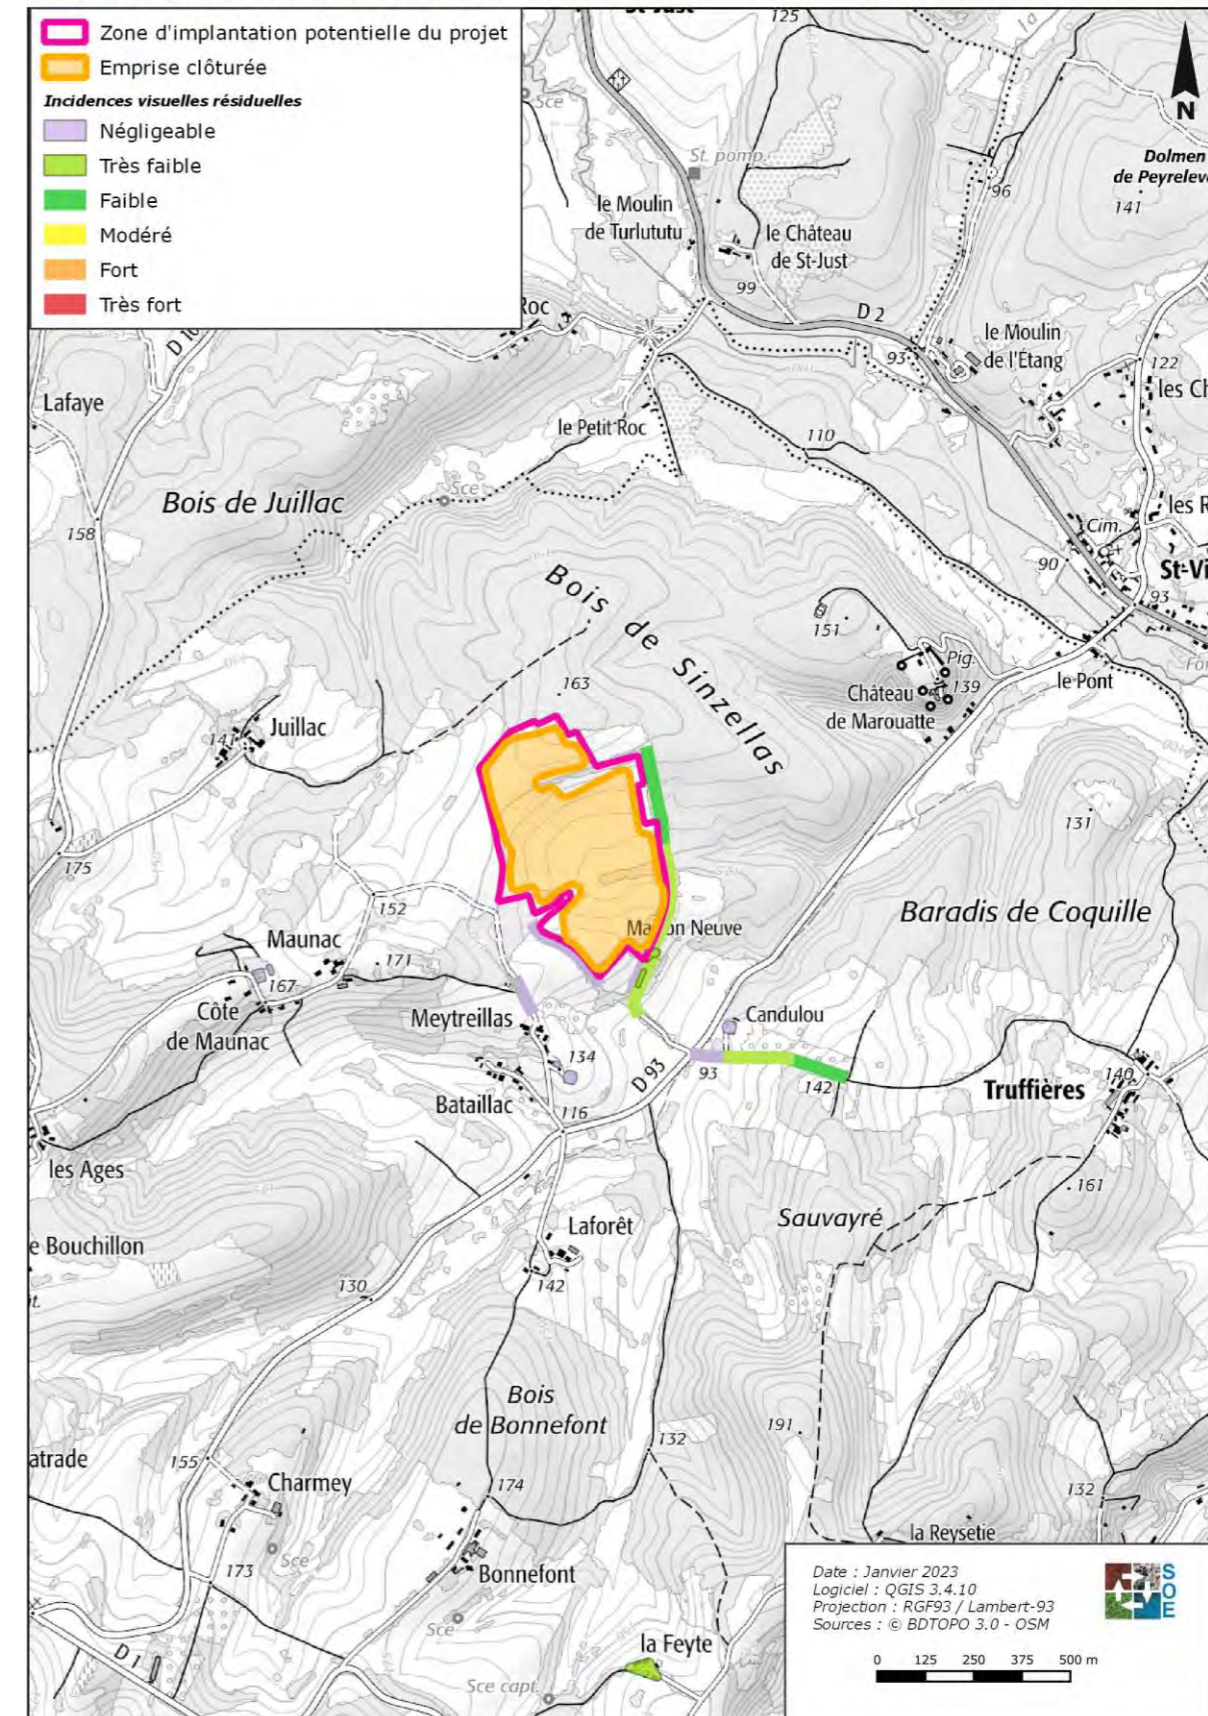 Zone d'implantation potentielle du projet
Emprise clôturée
Incidences visuelles résiduelles
Négligeable
Très faible
Faible
Modéré
Fort
Très fort
St-Just
125
N
Sce
St. pomp.
96
Dolmen
de Peyreleve
141
le Moulin
de Turlututu
le Château
de St-Just
99
D 2
Roc
D 10
93
le Moulin
de l'Étang
122
les Ch
Lafaye
le Petit Roc
110
Sce
Bois de Juillac
les R
158
Cim.
90
St-Vi
93
Bois de Sinzellas
151
Pig.
139
Château
de Marouatte
le Pont
163
Juillac
141
131
175
152
Baradis de Coquille
Maunac
171
Ma on Neuve
167
Côte
de Maunac
Meytreillas
134
Candulou
D 93
93
142
140
Truffières
Bataillac
116
les Ages
161
Sauvayré
Laforêt
e Bouchillon
142
130
t.
Bois
de Bonnefont
191
132
atrade
155
Charmey
174
132
la Reysetie
Sce
173
Bonnefont
Sce
la Feyte
D 1
Sce capt.
Date : Janvier 2023
Logiciel : QGIS 3.4.10
Projection : RGF93 / Lambert-93
Sources : © BDTOPO 3.0 - OSM
SOE
0 125 250 375 500 m